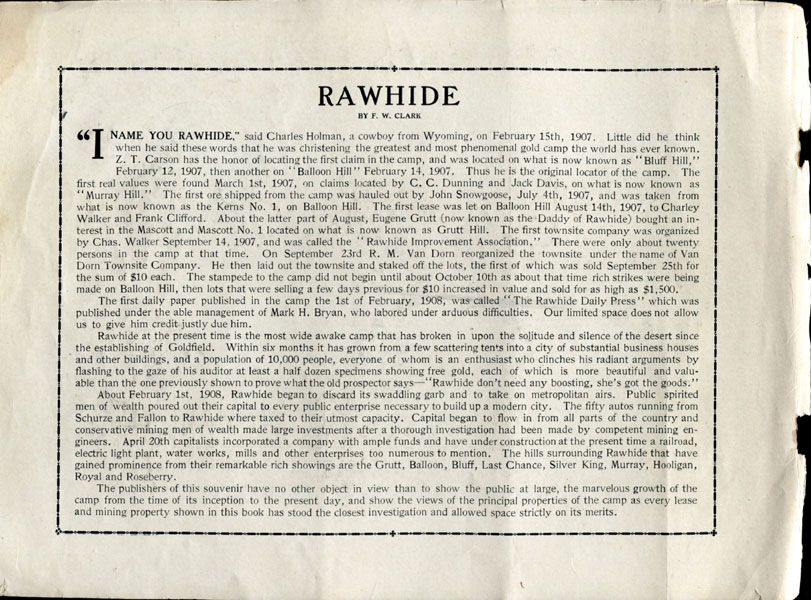 RAWHIDE
BY F. W. CLARK
“I NAME YOU RAWHIDE,” said Charles Holman, a cowboy from Wyoming, on February 15th, 1907. Little did he think
when he said these words that he was christening the greatest and most phenomenal gold camp the world has ever known.
Z. T. Carson has the honor of locating the first claim in the camp, and was located on what is now known as “Bluff Hill,”
February 12, 1907, then another on “Balloon Hill” February 14, 1907. Thus he is the original locator of the camp. The
first real values were found March 1st, 1907, on claims located by C. C. Dunning and Jack Davis, on what is now known as
“Murray Hill.” The first ore shipped from the camp was hauled out by John Snowgoose, July 4th, 1907, and was taken from
what is now known as the Kerns No. 1, on Balloon Hill. The first lease was let on Balloon Hill August 14th, 1907, to Charley
Walker and Frank Clifford. About the latter part of August, Eugene Grutt (now known as the Daddy of Rawhide) bought an in-
terest in the Mascott and Mascott No. 1 located on what is now known as Grutt Hill. The first townsite company was organized
by Chas. Walker September 14, 1907, and was called the “Rawhide Improvement Association.” There were only about twenty
persons in the camp at that time. On September 23rd R. M. Van Dorn reorganized the townsite under the name of Van
Dorn Townsite Company. He then laid out the townsite and staked off the lots, the first of which was sold September 25th for
the sum of $10 each. The stampede to the camp did not begin until about October 10th as about that time rich strikes were being
made on Balloon Hill, then lots that were selling a few days previous for $10 increased in value and sold for as high as $1,500.
The first daily paper published in the camp the 1st of February, 1908, was called “The Rawhide Daily Press” which was
published under the able management of Mark H. Bryan, who labored under arduous difficulties. Our limited space does not allow
us to give him credit justly due him.
Rawhide at the present time is the most wide awake camp that has broken in upon the solitude and silence of the desert since
the establishing of Goldfield. Within six months it has grown from a few scattering tents into a city of substantial business houses
and other buildings, and a population of 10,000 people, everyone of whom is an enthusiast who clinches his radiant arguments by
flashing to the gaze of his auditor at least a half dozen specimens showing free gold, each of which is more beautiful and valu-
able than the one previously shown to prove what the old prospector says—“Rawhide don't need any boosting, she's got the goods.”
About February 1st, 1908, Rawhide began to discard its swaddling garb and to take on metropolitan airs. Public spirited
men of wealth poured out their capital to every public enterprise necessary to build up a modern city. The fifty autos running from
Schurze and Fallon to Rawhide where taxed to their utmost capacity. Capital began to flow in from all parts of the country and
conservative mining men of wealth made large investments after a thorough investigation had been made by competent mining en-
gineers. April 20th capitalists incorporated a company with ample funds and have under construction at the present time a railroad,
electric light plant, water works, mills and other enterprises too numerous to mention. The hills surrounding Rawhide that have
gained prominence from their remarkable rich showings are the Grutt, Balloon, Bluff, Last Chance, Silver King, Murray, Hooligan,
Royal and Roseberry.
The publishers of this souvenir have no other object in view than to show the public at large, the marvelous growth of the
camp from the time of its inception to the present day, and show the views of the principal properties of the camp as every lease
and mining property shown in this book has stood the closest investigation and allowed space strictly on its merits.